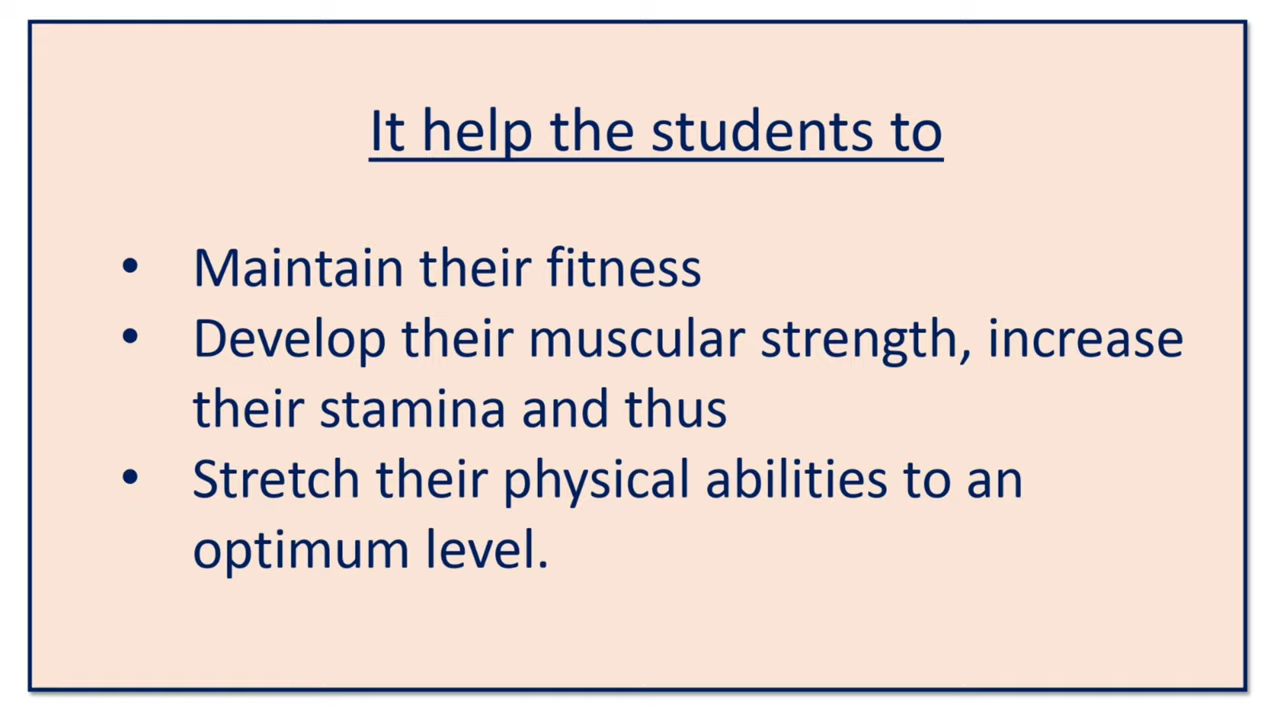 It help the students to
• Maintain their fitness
• Develop their muscular strength, increase
their stamina and thus
• Stretch their physical abilities to an
optimum level.